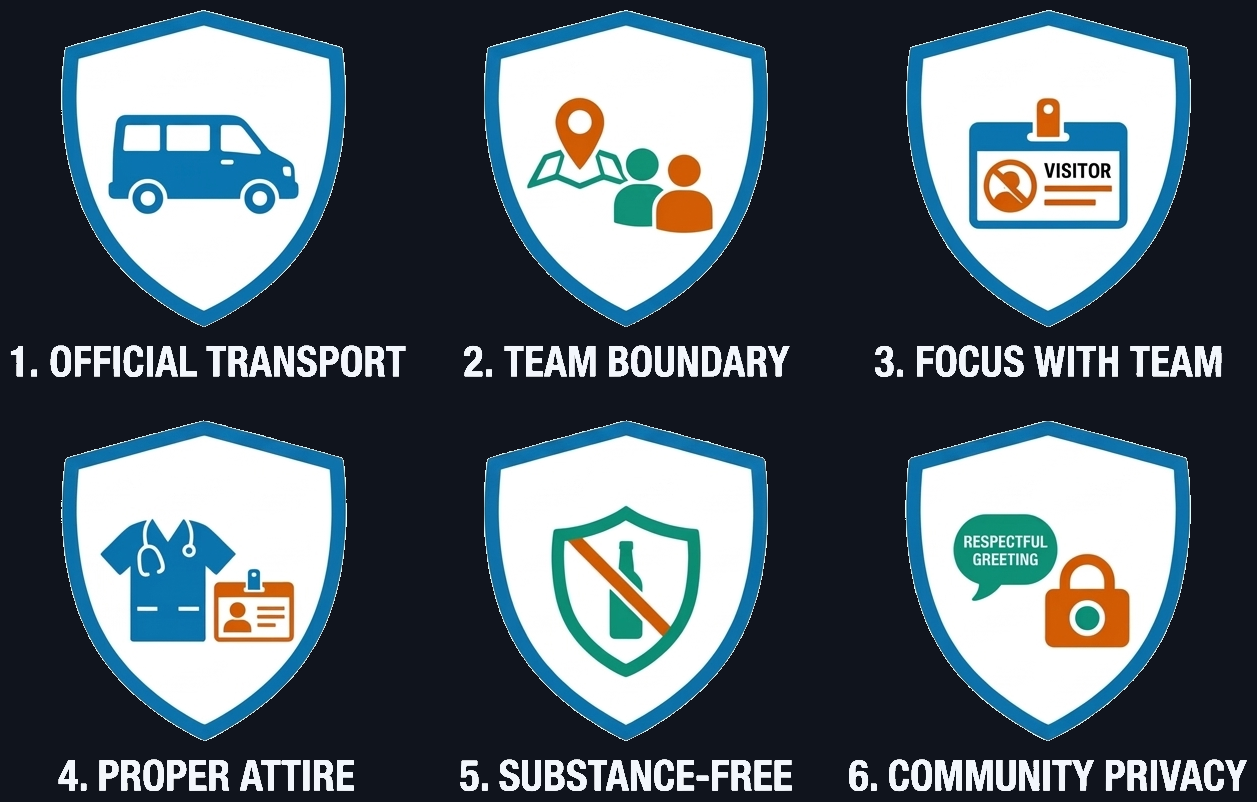 1. OFFICIAL TRANSPORT
2. TEAM BOUNDARY
VISITOR
3. FOCUS WITH TEAM
4. PROPER ATTIRE
5. SUBSTANCE-FREE
RESPECTFUL
GREETING
6. COMMUNITY PRIVACY